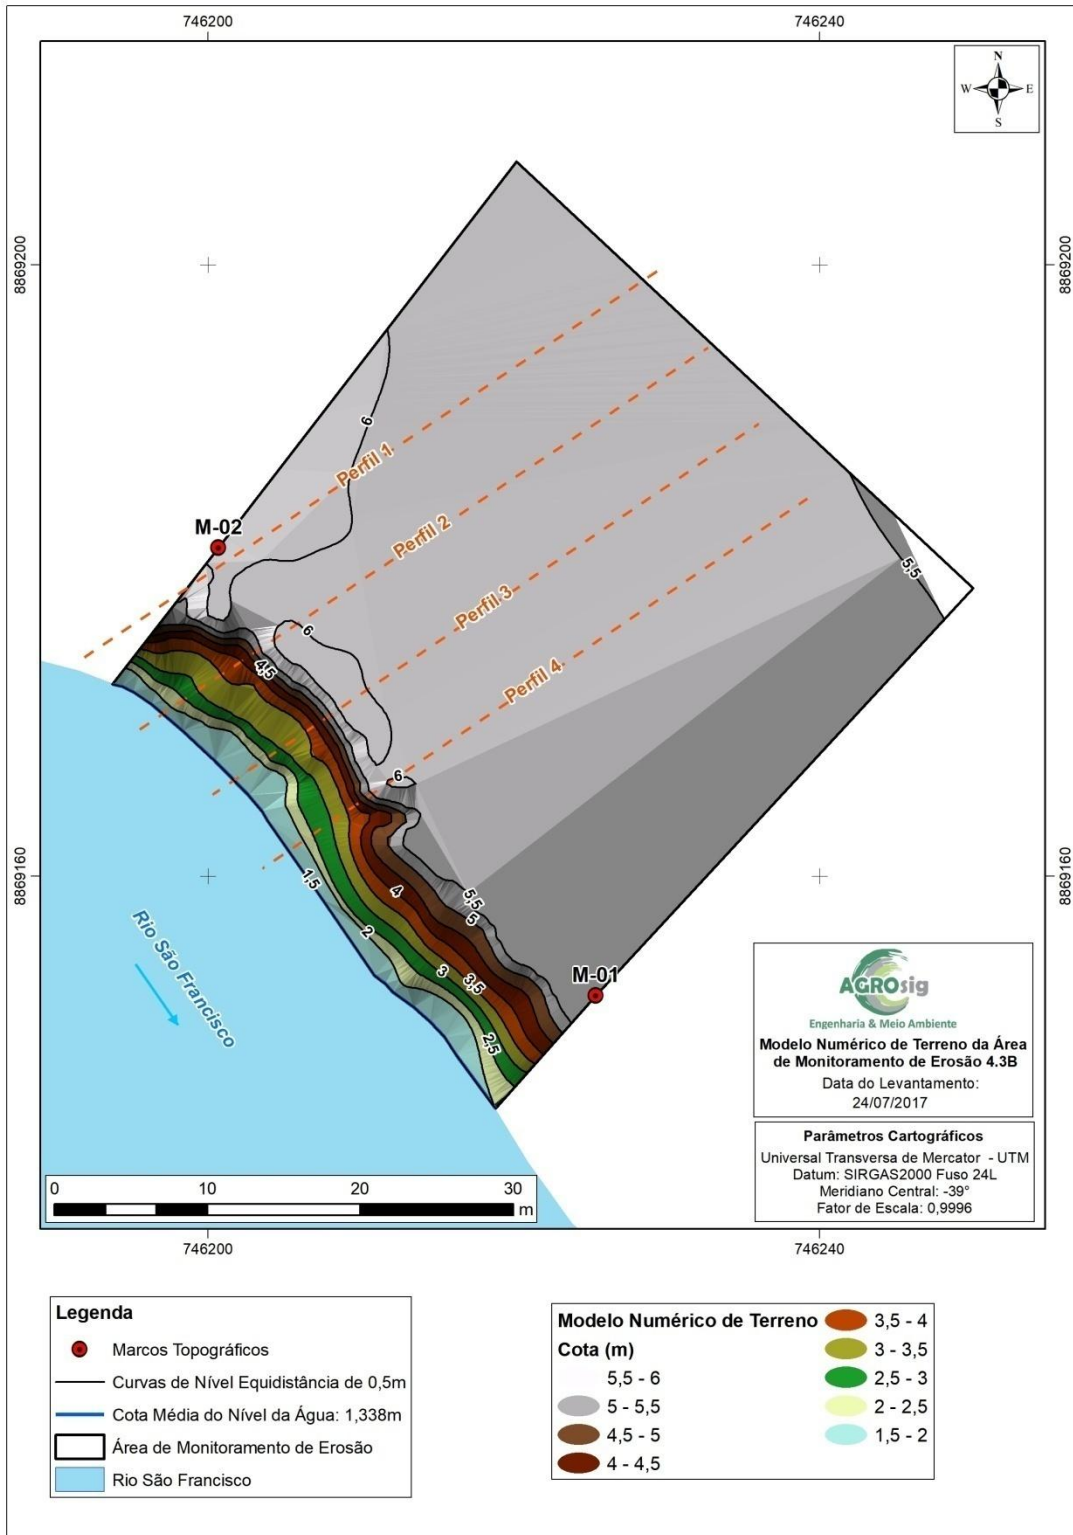 746200
746240
N
W
E
S
8869200
8869200
6
Perfil 1
M-02
Perfil 2
5,5
Perfil 3
6
4,5
Perfil 4
6
8869160
8869160
1,5
4
5,5
5
2
3
3,5
M-01
2,5
Rio São Francisco
AGROsig
Engenharia & Meio Ambiente
Modelo Numérico de Terreno da Área
de Monitoramento de Erosão 4.3B
Data do Levantamento:
24/07/2017
Parâmetros Cartográficos
Universal Transversa de Mercator - UTM
Datum: SIRGAS2000 Fuso 24L
Meridiano Central: -39°
Fator de Escala: 0,9996
0 10 20 30
m
746200
746240
Legenda
Marcos Topográficos
Curvas de Nível Equidistância de 0,5m
Cota Média do Nível da Água: 1,338m
Área de Monitoramento de Erosão
Rio São Francisco
Modelo Numérico de Terreno
Cota (m)
5,5 - 6
5 - 5,5
4,5 - 5
4 - 4,5
3,5 - 4
3 - 3,5
2,5 - 3
2 - 2,5
1,5 - 2